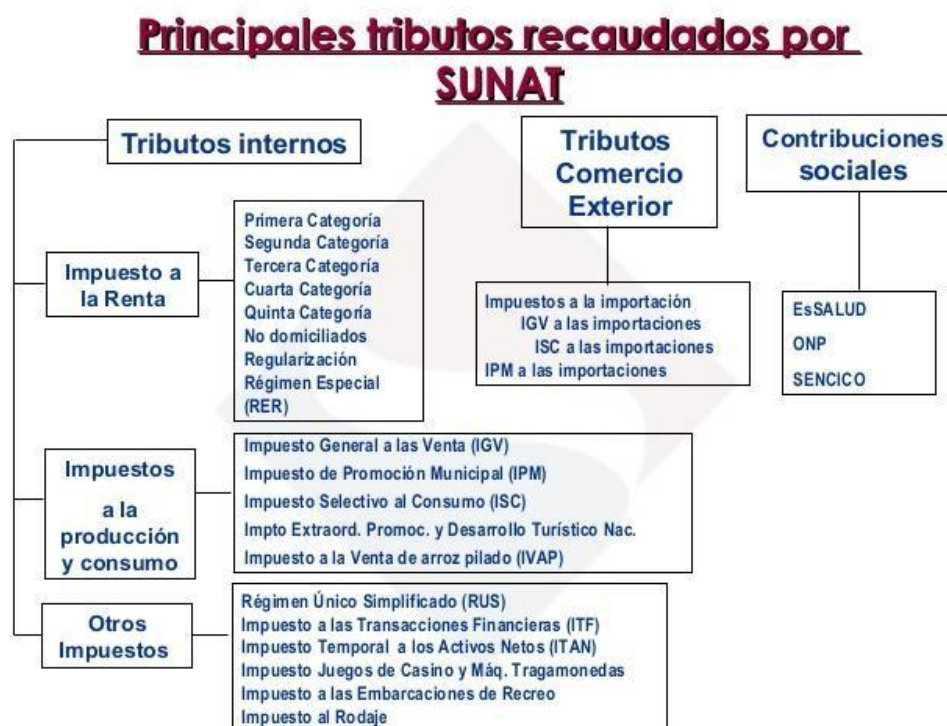 Principales tributos recaudados por
SUNAT
Tributos internos
Impuesto a
la Renta
Primera Categoría
Segunda Categoría
Tercera Categoría
Cuarta Categoría
Quinta Categoría
No domiciliados
Regularización
Régimen Especial
(RER)
Impuestos
a la
producción
y consumo
Impuesto General a las Venta (IGV)
Impuesto de Promoción Municipal (IPM)
Impuesto Selectivo al Consumo (ISC)
Impto Extraord. Promoc. y Desarrollo Turístico Nac.
Impuesto a la Venta de arroz pilado (IVAP)
Otros
Impuestos
Régimen Único Simplificado (RUS)
Impuesto a las Transacciones Financieras (ITF)
Impuesto Temporal a los Activos Netos (ITAN)
Impuesto Juegos de Casino y Máq. Tragamonedas
Impuesto a las Embarcaciones de Recreo
Impuesto al Rodaje
Tributos
Comercio
Exterior
Impuestos a la importación
IGV a las importaciones
ISC a las importaciones
IPM a las importaciones
Contribuciones
sociales
EsSALUD
ONP
SENCICO